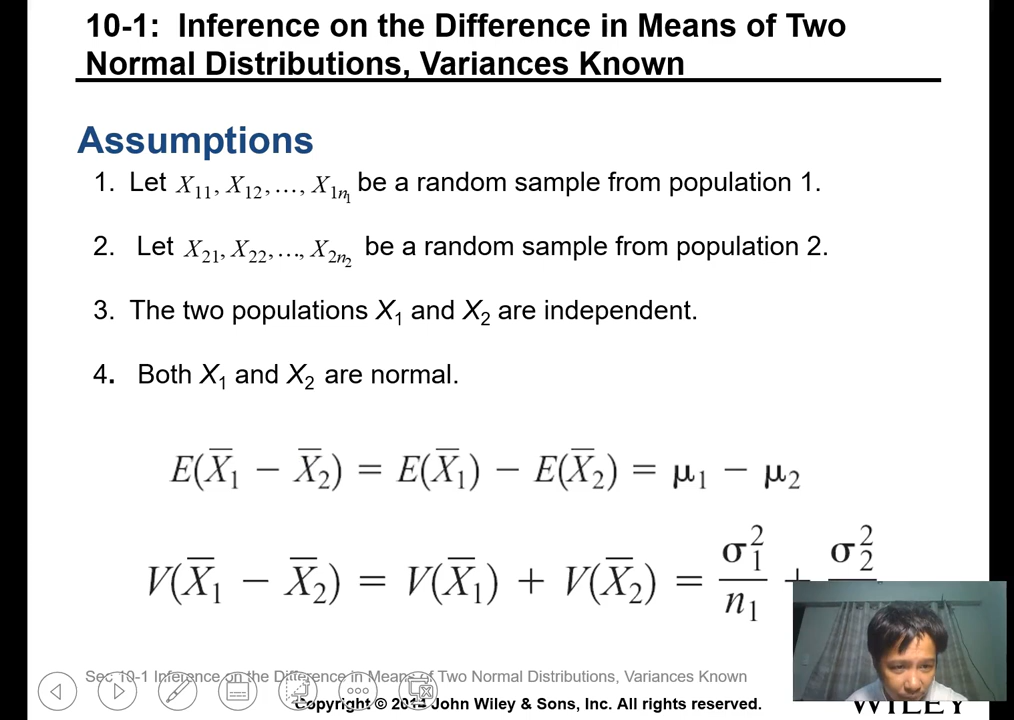 10-1: Inference on the Difference in Means of Two
Normal Distributions, Variances Known
Assumptions
1. Let X₁₁, X₁₂,…, X₁ₙ₁ be a random sample from population 1.
2. Let X₂₁, X₂₂,…, X₂ₙ₂ be a random sample from population 2.
3. The two populations X₁ and X₂ are independent.
4. Both X₁ and X₂ are normal.
E(X̅₁ − X̅₂) = E(X̅₁) − E(X̅₂) = μ₁ − μ₂
V(X̅₁ − X̅₂) = V(X̅₁) + V(X̅₂) = σ₁²/n₁ + σ₂²
Sec 10-1 Inference on the Difference in Means of Two Normal Distributions, Variances Known
Copyright © 2014 John Wiley & Sons, Inc. All rights reserved.
WILEY